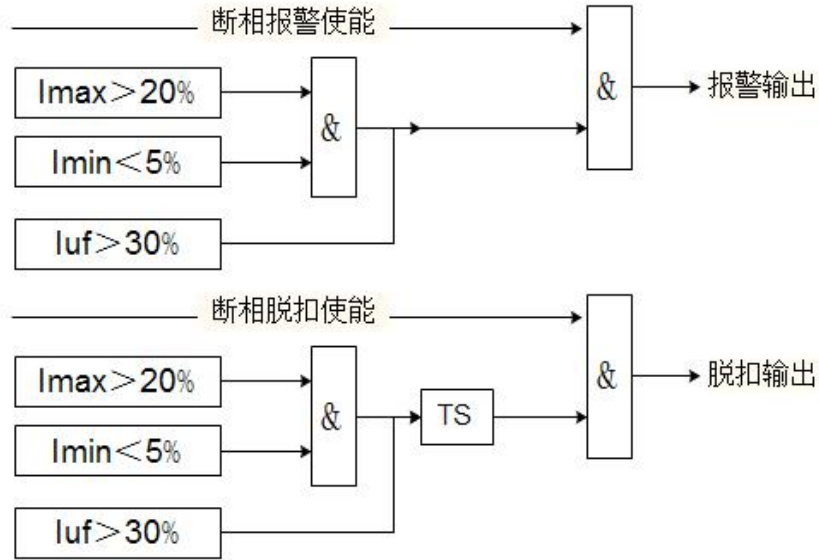 断相报警使能
Imax＞20%
&
&
报警输出
Imin＜5%
Iuf＞30%
断相脱扣使能
Imax＞20%
&
&
脱扣输出
TS
Imin＜5%
Iuf＞30%